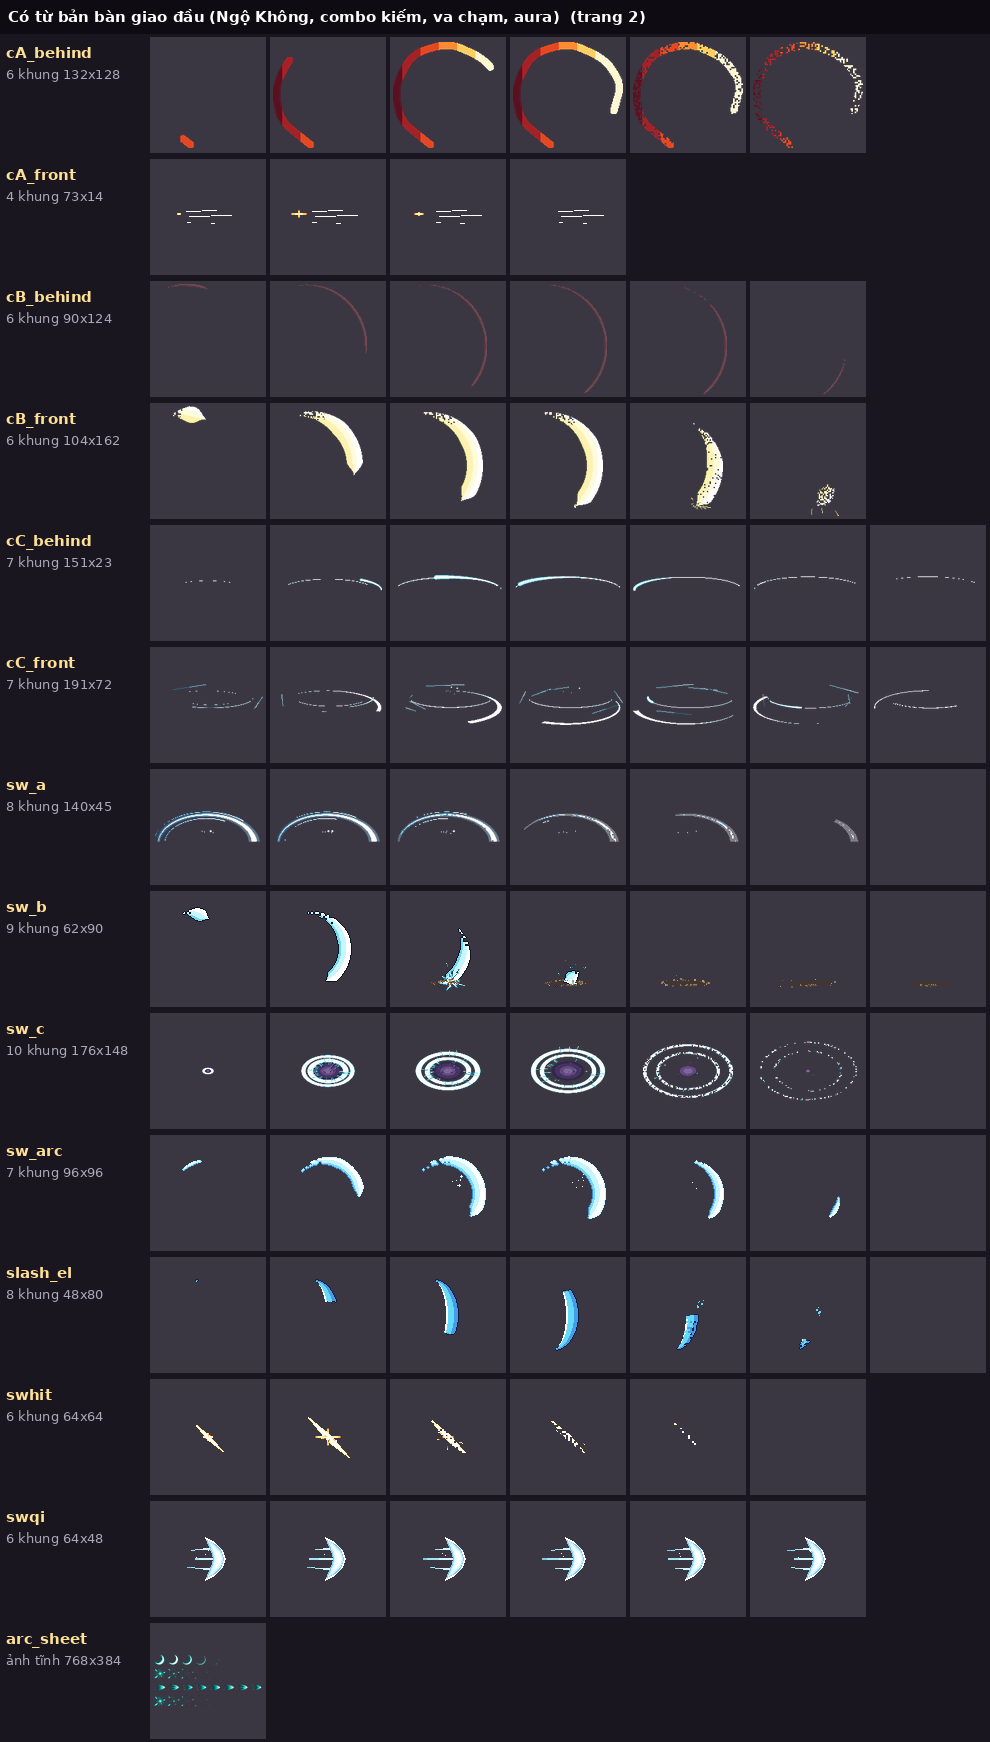 Có từ bản bàn giao đầu (Ngộ Không, combo kiếm, va chạm, aura)  (trang 2)
cA_behind
6 khung 132x128
cA_front
4 khung 73x14
cB_behind
6 khung 90x124
cB_front
6 khung 104x162
cC_behind
7 khung 151x23
cC_front
7 khung 191x72
sw_a
8 khung 140x45
sw_b
9 khung 62x90
sw_c
10 khung 176x148
sw_arc
7 khung 96x96
slash_el
8 khung 48x80
swhit
6 khung 64x64
swqi
6 khung 64x48
arc_sheet
ảnh tĩnh 768x384